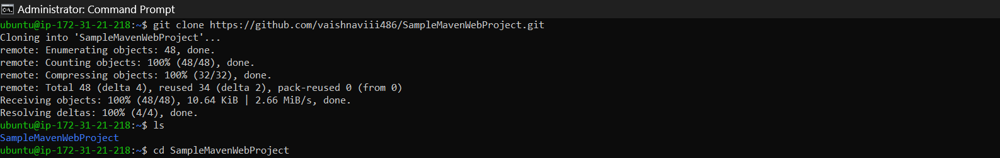 Administrator: Command Prompt
ubuntu@ip-172-31-21-218:~$ git clone https://github.com/vaishnaviii486/SampleMavenWebProject.git
Cloning into 'SampleMavenWebProject'...
remote: Enumerating objects: 48, done.
remote: Counting objects: 100% (48/48), done.
remote: Compressing objects: 100% (32/32), done.
remote: Total 48 (delta 4), reused 34 (delta 2), pack-reused 0 (from 0)
Receiving objects: 100% (48/48), 10.64 KiB | 2.66 MiB/s, done.
Resolving deltas: 100% (4/4), done.
ubuntu@ip-172-31-21-218:~$ ls
SampleMavenWebProject
ubuntu@ip-172-31-21-218:~$ cd SampleMavenWebProject